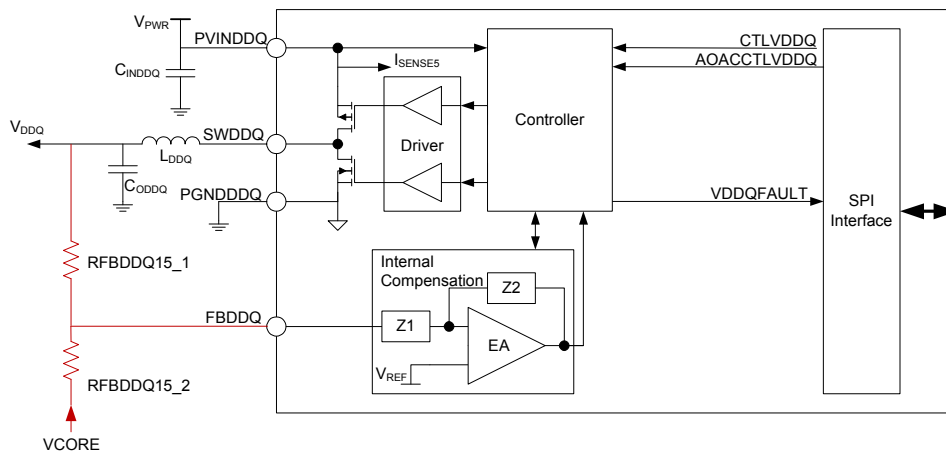 VPWR
PVINDDQ
CINDDQ
ISENSE5
CTLVDDQ
AOACCTLVDDQ
Controller
VDDQ
SWDDQ
LDDQ
Driver
CODDQ
PGNDDDQ
VDDQFAULT
SPI
Interface
Internal
Compensation
RFBDDQ15_1
Z2
FBDDQ
Z1
EA
VREF
RFBDDQ15_2
VCORE